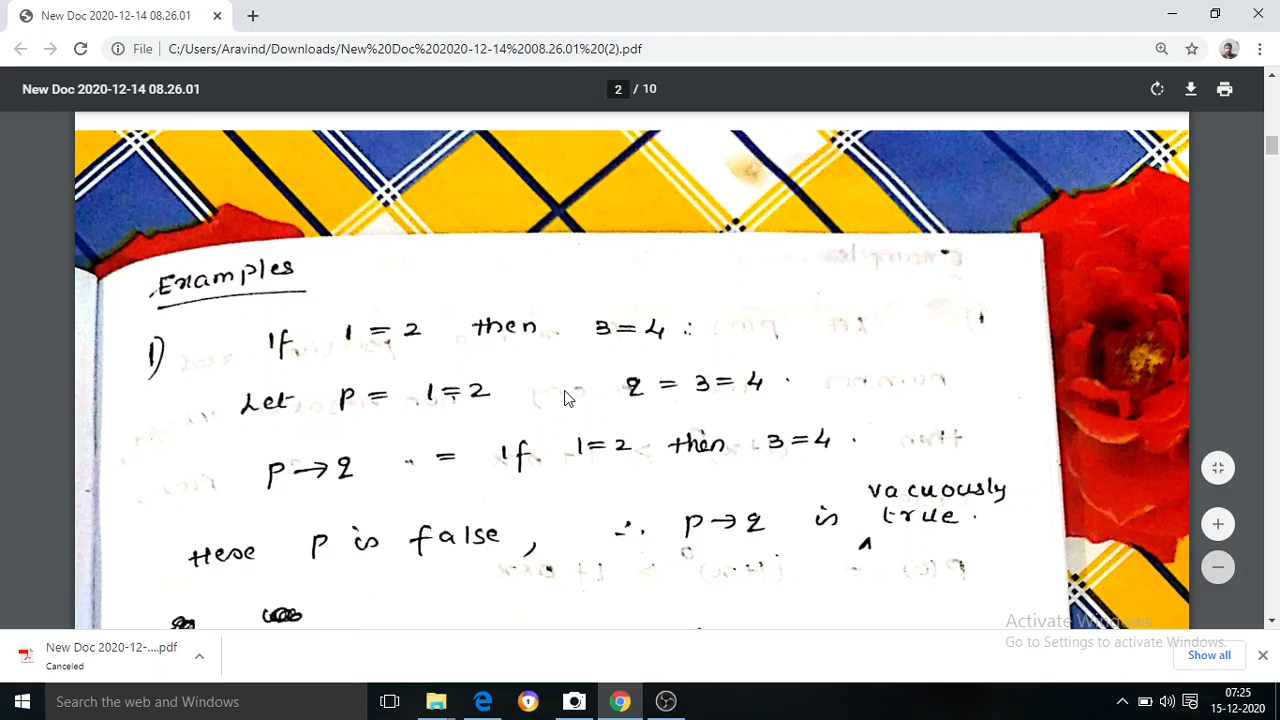 New Doc 2020-12-14 08.26.01
File
C:/Users/Aravind/Downloads/New%20Doc%202020-12-14%2008.26.01%20(2).pdf
New Doc 2020-12-14 08.26.01
2 / 10
Examples
1) If 1 = 2 then 3 = 4 :
Let p = 1 = 2 q = 3 = 4 .
p → q = If 1 = 2 then 3 = 4 .
Here p is false , ∴ p → q is vacuously
true .
Activate Windows
Go to Settings to activate Windows.
New Doc 2020-12-....pdf
Canceled
Show all
Search the web and Windows
07:25
15-12-2020